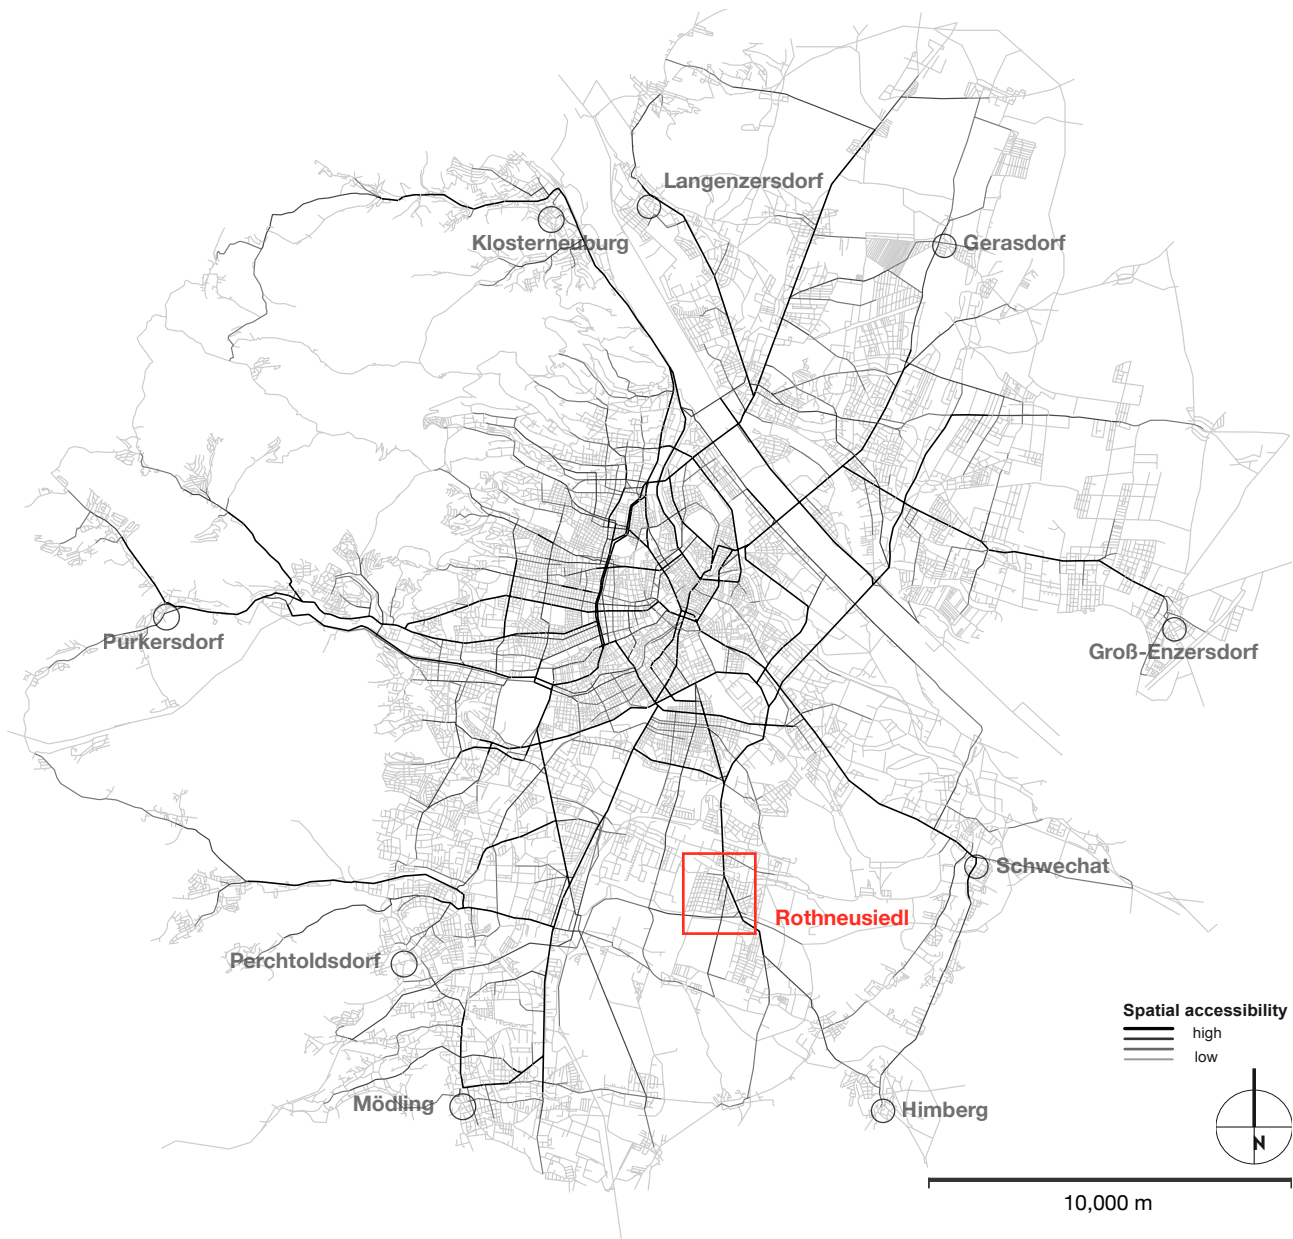 Langenzersdorf
Klosterneuburg
Gerasdorf
Purkersdorf
Groß-Enzersdorf
Schwechat
Rothneusiedl
Perchtoldsdorf
Spatial accessibility
high
low
Mödling
Himberg
N
10,000 m